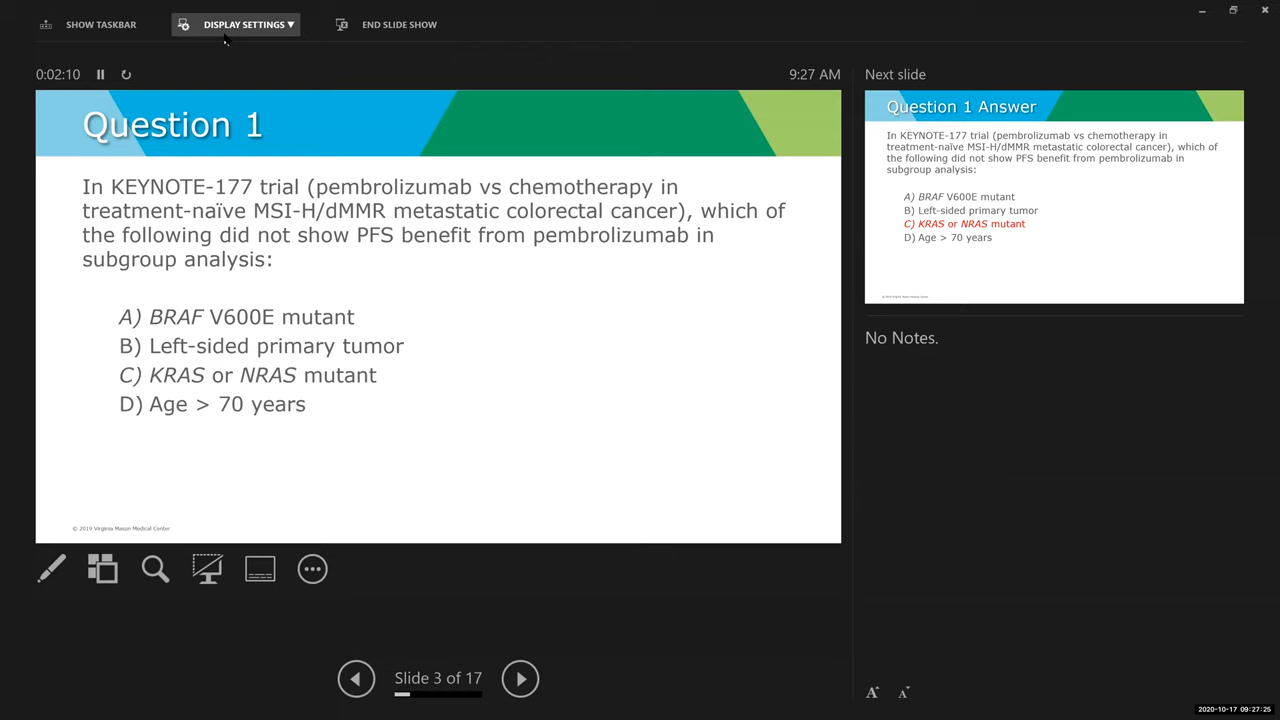 SHOW TASKBAR
DISPLAY SETTINGS ▼
END SLIDE SHOW
0:02:10
9:27 AM
Question 1
In KEYNOTE-177 trial (pembrolizumab vs chemotherapy in
treatment-naïve MSI-H/dMMR metastatic colorectal cancer), which of
the following did not show PFS benefit from pembrolizumab in
subgroup analysis:
A) BRAF V600E mutant
B) Left-sided primary tumor
C) KRAS or NRAS mutant
D) Age > 70 years
© 2019 Virginia Mason Medical Center
Slide 3 of 17
Next slide
Question 1 Answer
In KEYNOTE-177 trial (pembrolizumab vs chemotherapy in
treatment-naïve MSI-H/dMMR metastatic colorectal cancer), which of
the following did not show PFS benefit from pembrolizumab in
subgroup analysis:
A) BRAF V600E mutant
B) Left-sided primary tumor
C) KRAS or NRAS mutant
D) Age > 70 years
© 2019 Virginia Mason Medical Center
No Notes.
A A
2020-10-17 09:27:25